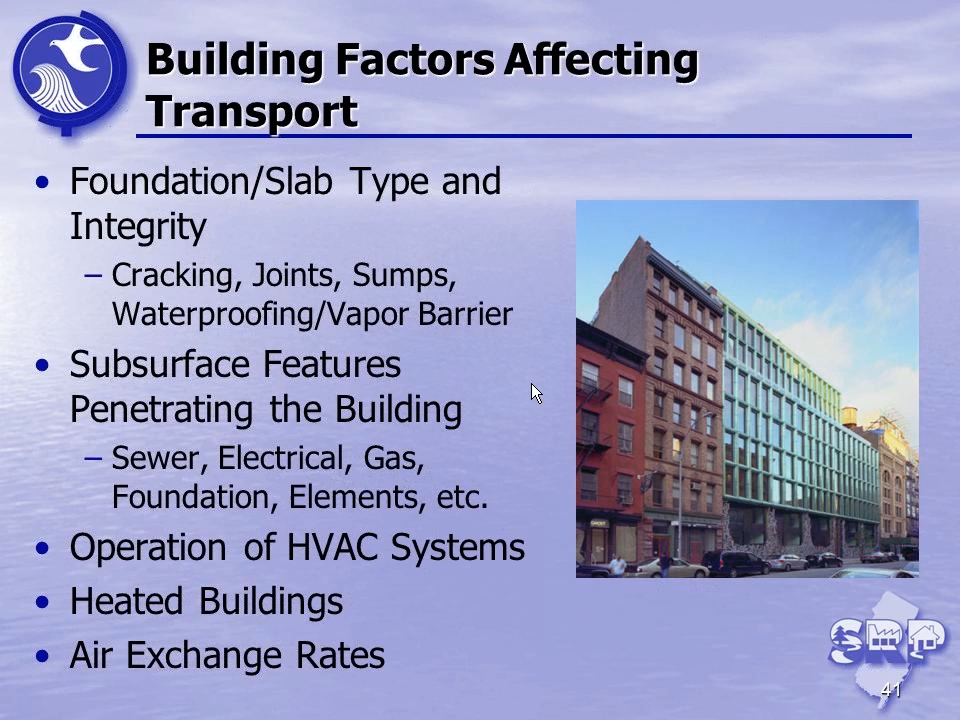 Building Factors Affecting
Transport
• Foundation/Slab Type and
Integrity
– Cracking, Joints, Sumps,
Waterproofing/Vapor Barrier
• Subsurface Features
Penetrating the Building
– Sewer, Electrical, Gas,
Foundation, Elements, etc.
• Operation of HVAC Systems
• Heated Buildings
• Air Exchange Rates
SRP
41